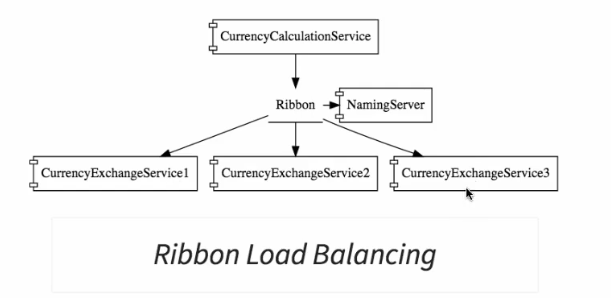 CurrencyCalculationService
Ribbon
NamingServer
CurrencyExchangeService1
CurrencyExchangeService2
CurrencyExchangeService3
Ribbon Load Balancing